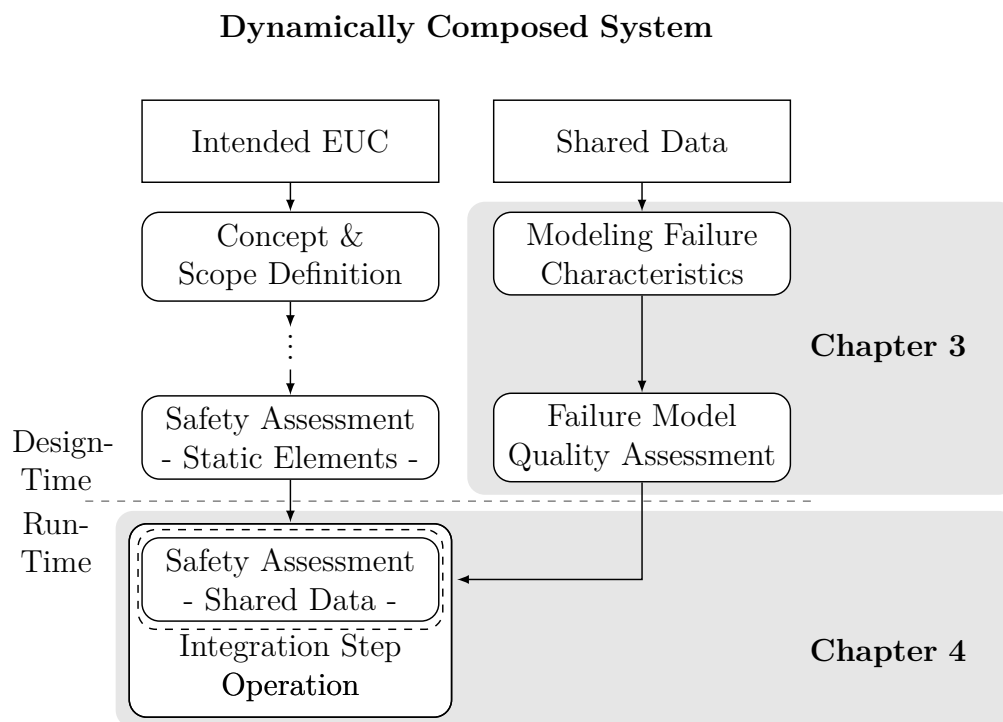 Dynamically Composed System
Intended EUC
Shared Data
Concept &
Scope Definition
Modeling Failure
Characteristics
Chapter 3
Safety Assessment
- Static Elements -
Failure Model
Quality Assessment
Design-
Time
Run-
Time
Safety Assessment
- Shared Data -
Integration Step
Operation
Chapter 4